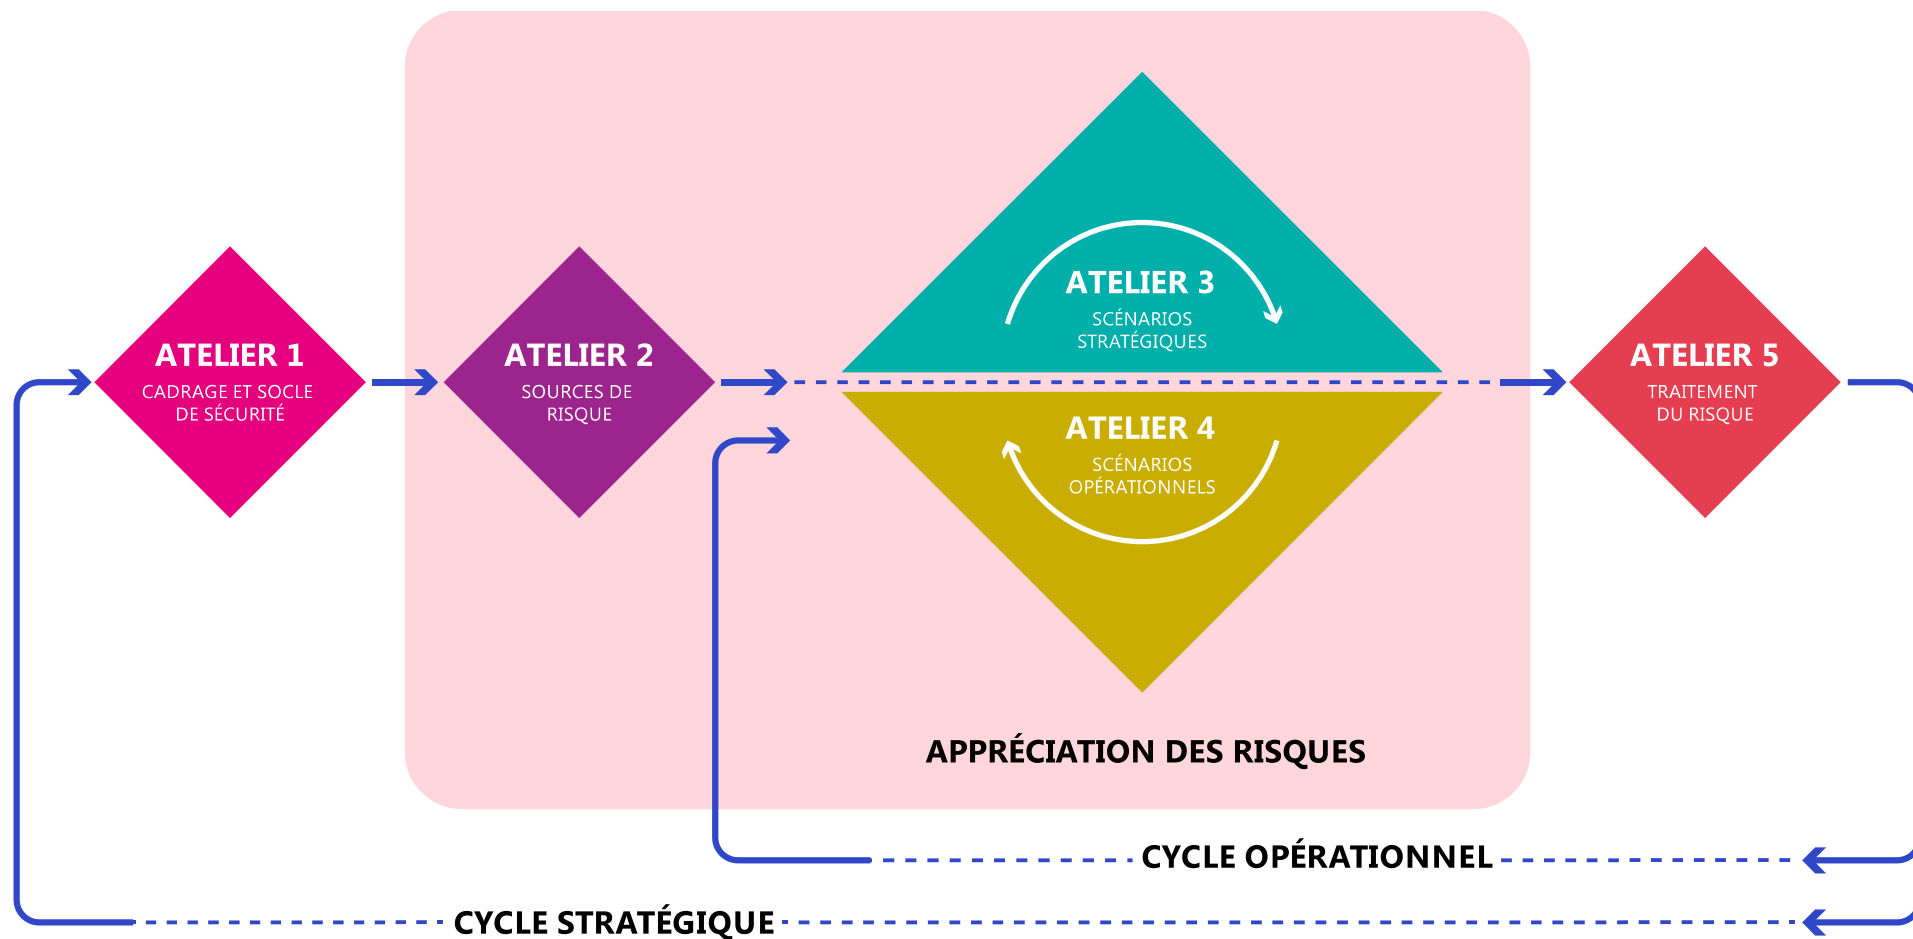 ATELIER 1
CADRAGE ET SOCLE
DE SÉCURITÉ
ATELIER 2
SOURCES DE
RISQUE
ATELIER 3
SCÉNARIOS
STRATÉGIQUES
ATELIER 4
SCÉNARIOS
OPÉRATIONNELS
ATELIER 5
TRAITEMENT
DU RISQUE
APPRÉCIATION DES RISQUES
CYCLE OPÉRATIONNEL
CYCLE STRATÉGIQUE